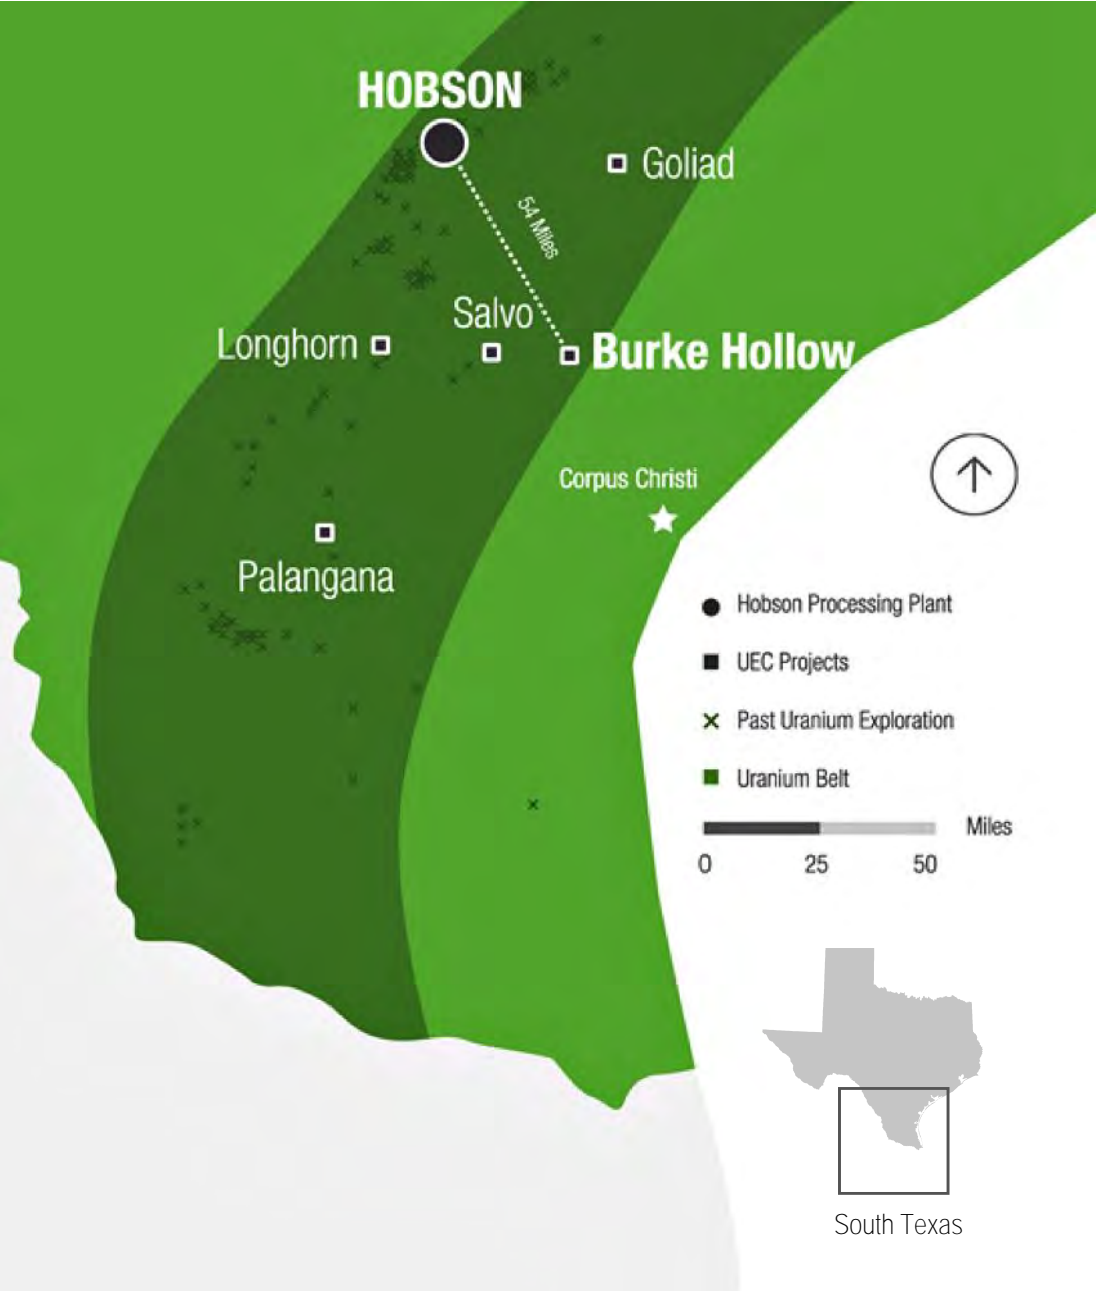 HOBSON
Goliad
54 Miles
Salvo
Longhorn
Burke Hollow
Corpus Christi
Palangana
Hobson Processing Plant
UEC Projects
Past Uranium Exploration
Uranium Belt
Miles
0 25 50
South Texas